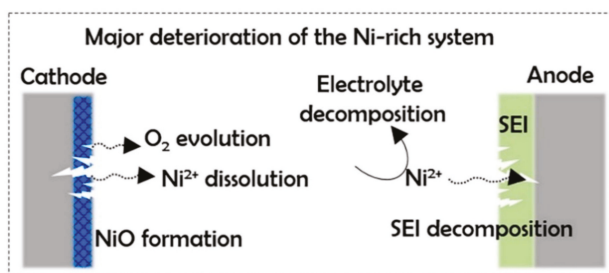 Major deterioration of the Ni-rich system
Cathode
Anode
Electrolyte
decomposition
SEI
O₂ evolution
Ni²⁺ dissolution
Ni²⁺
NiO formation
SEI decomposition